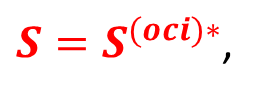 S = S^{(oci)*},